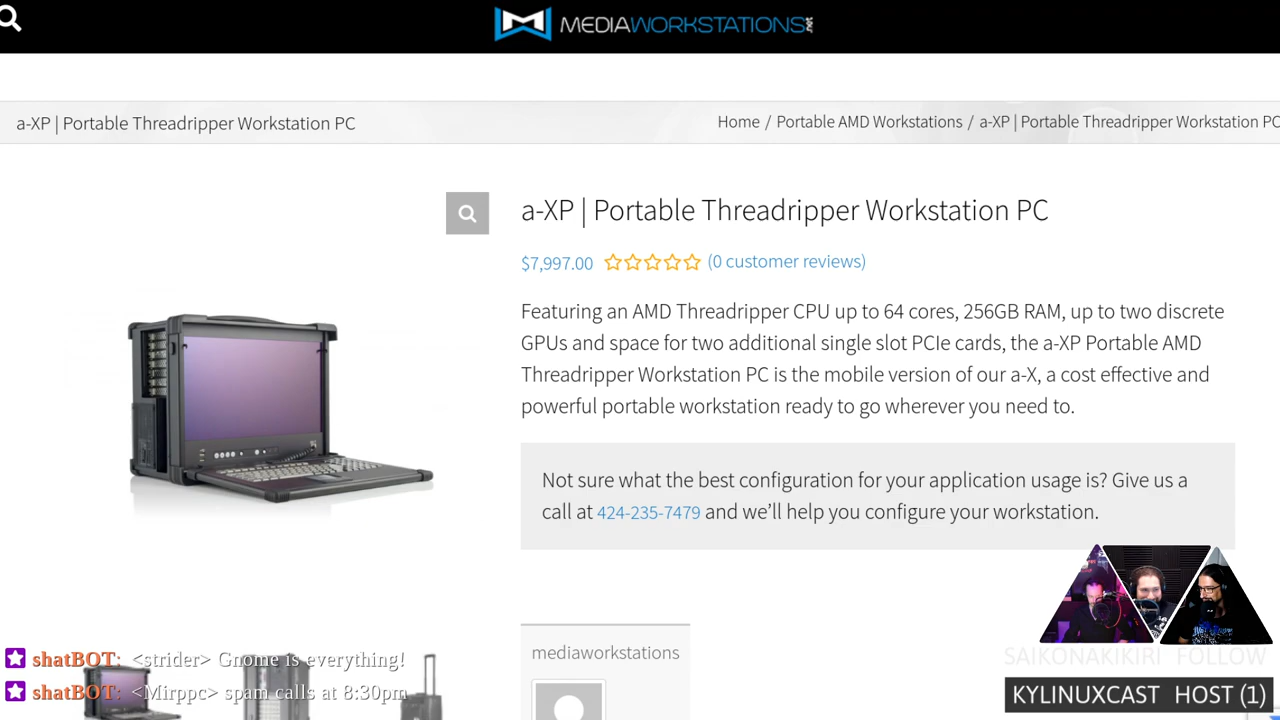 MEDIAWORKSTATIONS.net
a-XP | Portable Threadripper Workstation PC
Home / Portable AMD Workstations / a-XP | Portable Threadripper Workstation PC
a-XP | Portable Threadripper Workstation PC
$7,997.00 (0 customer reviews)
Featuring an AMD Threadripper CPU up to 64 cores, 256GB RAM, up to two discrete
GPUs and space for two additional single slot PCIe cards, the a-XP Portable AMD
Threadripper Workstation PC is the mobile version of our a-X, a cost effective and
powerful portable workstation ready to go wherever you need to.
Not sure what the best configuration for your application usage is? Give us a
call at 424-235-7479 and we’ll help you configure your workstation.
mediaworkstations
shatBOT: <strider> Gnome is everything!
shatBOT: <Mirppc> spam calls at 8:30pm
SAIKONAKIKIRI FOLLOW
KYLINUXCAST HOST (1)